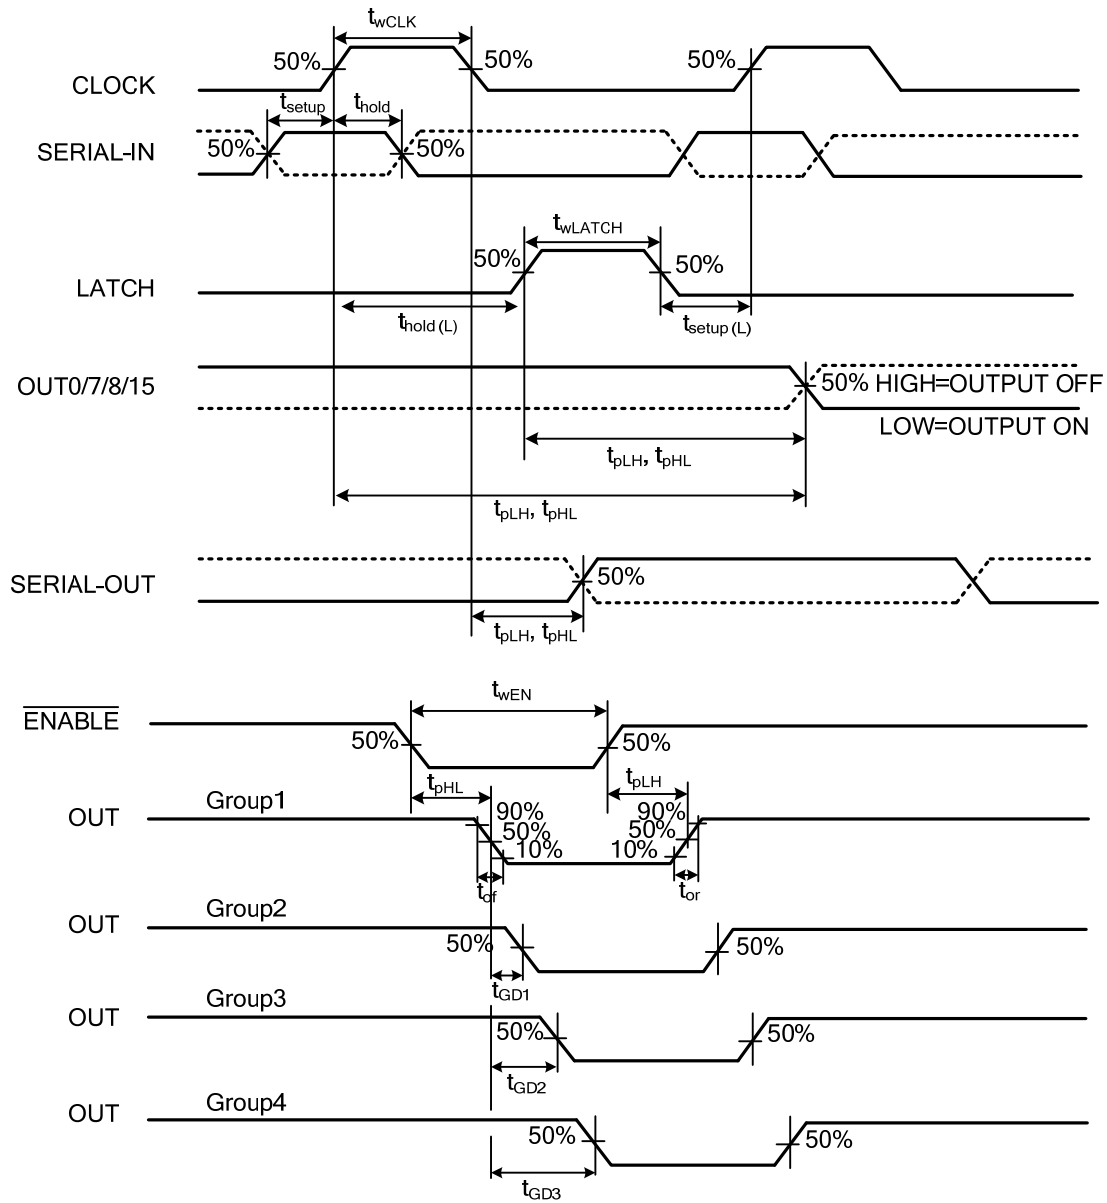 twCLK
50% 50% 50%
CLOCK
tsetup thold
SERIAL-IN 50% 50%
twLATCH
50% 50%
LATCH
thold (L) tsetup (L)
OUT0/7/8/15 50% HIGH=OUTPUT OFF
LOW=OUTPUT ON
tpLH, tpHL
tpLH, tpHL
SERIAL-OUT 50%
tpLH, tpHL
twEN
ENABLE
50% 50%
tpHL tpLH
OUT Group1 90% 90%
50% 50%
10% 10%
tof tor
OUT Group2
50% 50%
tGD1
OUT Group3
50% 50%
tGD2
OUT Group4
50% 50%
tGD3